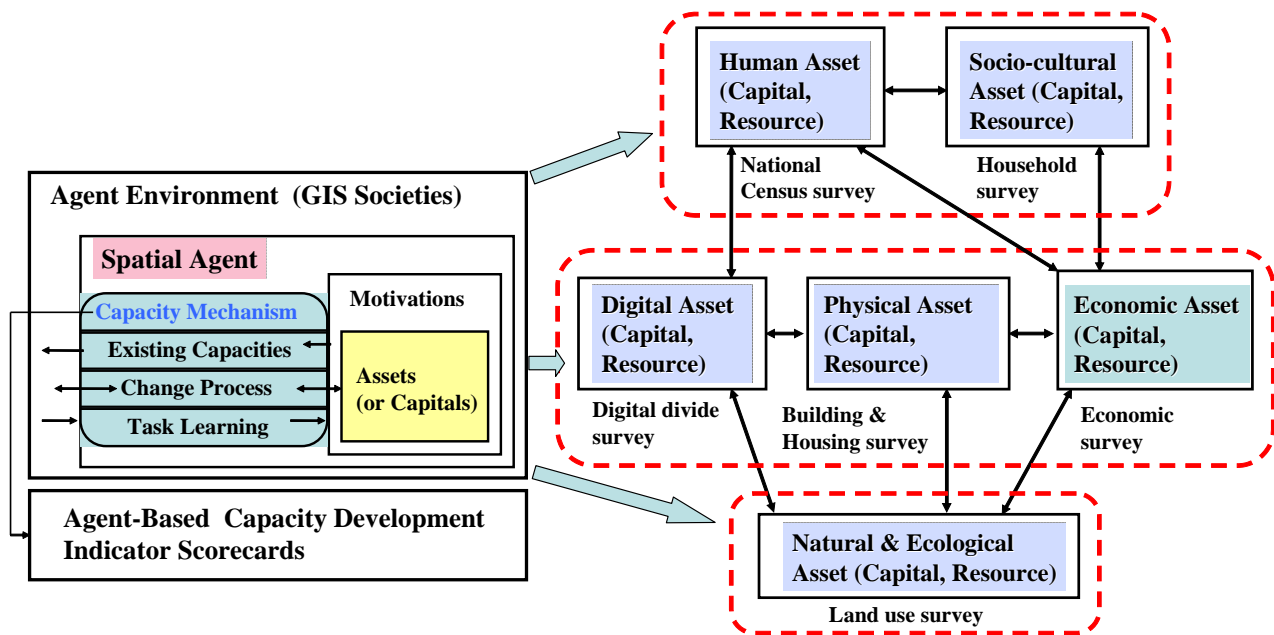 Agent Environment (GIS Societies)
Spatial Agent
Capacity Mechanism
Existing Capacities
Change Process
Task Learning
Motivations
Assets
(or Capitals)
Agent-Based Capacity Development
Indicator Scorecards
Human Asset
(Capital,
Resource)
National
Census survey
Socio-cultural
Asset (Capital,
Resource)
Household
survey
Digital Asset
(Capital,
Resource)
Digital divide
survey
Physical Asset
(Capital,
Resource)
Building &
Housing survey
Economic Asset
(Capital,
Resource)
Economic
survey
Natural & Ecological
Asset (Capital, Resource)
Land use survey